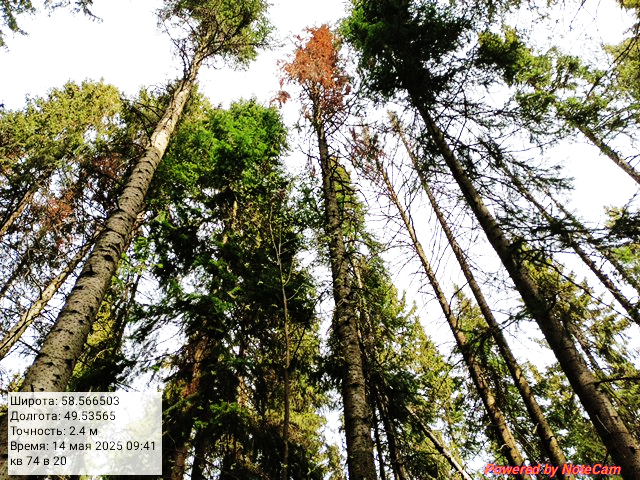 Широта: 58.566503
Долгота: 49.53565
Точность: 2.4 м
Время: 14 мая 2025 09:41
кв 74 в 20
Powered by NoteCam